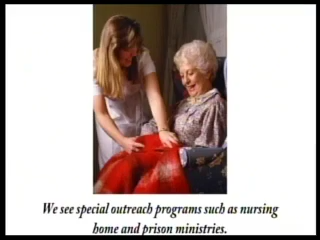 We see special outreach programs such as nursing
home and prison ministries.